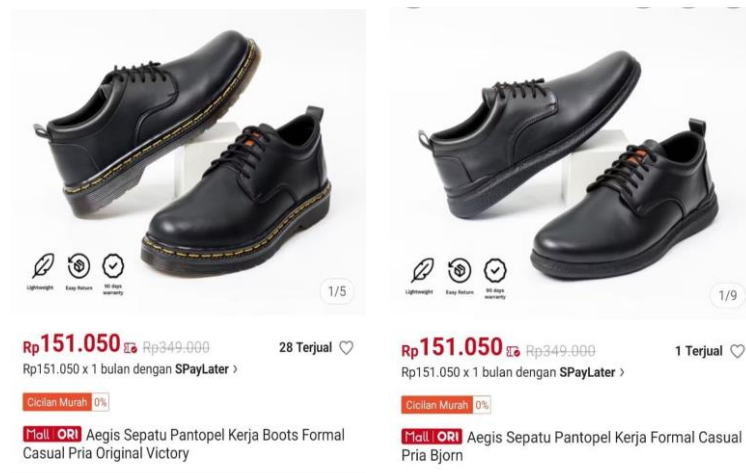 Lightweight
Easy Return
90 days
warranty
1/5
Rp151.050 Rp349.000
28 Terjual
Rp151.050 x 1 bulan dengan SPayLater >
Cicilan Murah 0%
Mall ORI Aegis Sepatu Pantopel Kerja Boots Formal
Casual Pria Original Victory
Lightweight
Easy Return
90 days
warranty
1/9
Rp151.050 Rp349.000
1 Terjual
Rp151.050 x 1 bulan dengan SPayLater >
Cicilan Murah 0%
Mall ORI Aegis Sepatu Pantopel Kerja Formal Casual
Pria Bjorn